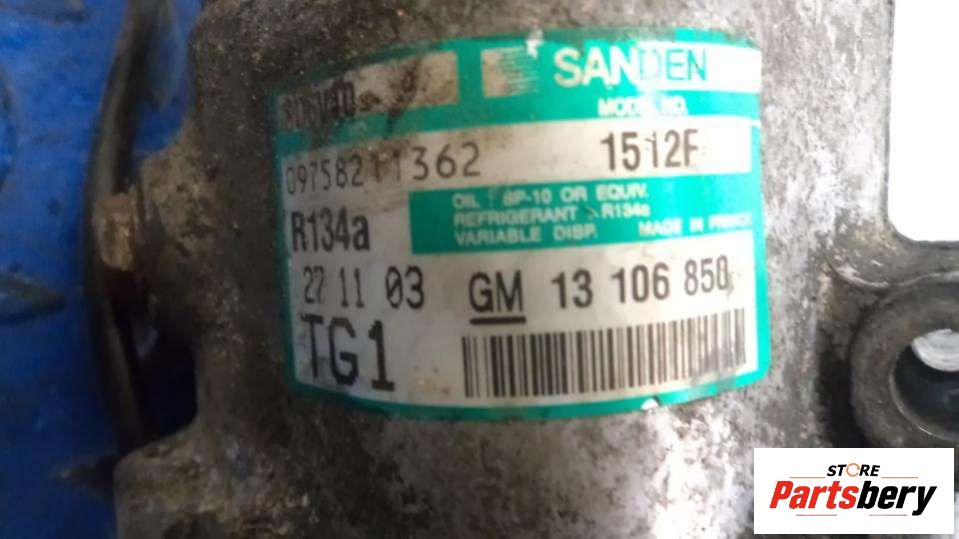 SANDEN
MODEL NO.
09758211362 1512F
OIL : SP-10 OR EQUIV.
REFRIGERANT : R134a
VARIABLE DISP. MADE IN FRANCE
R134a
27 11 03 GM 13 106 850
TG1
STORE
Partsbery